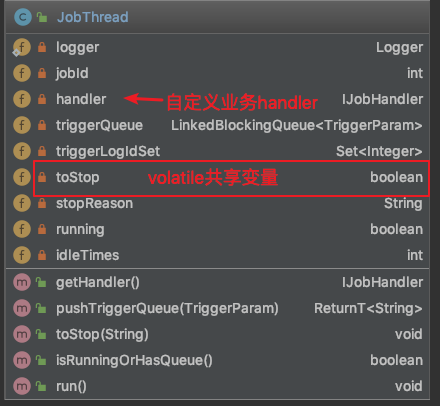 JobThread
logger Logger
jobId int
handler 自定义业务handler IJobHandler
triggerQueue LinkedBlockingQueue<TriggerParam>
triggerLogIdSet Set<Integer>
toStop volatile共享变量 boolean
stopReason String
running boolean
idleTimes int
getHandler() IJobHandler
pushTriggerQueue(TriggerParam) ReturnT<String>
toStop(String) void
isRunningOrHasQueue() boolean
run() void